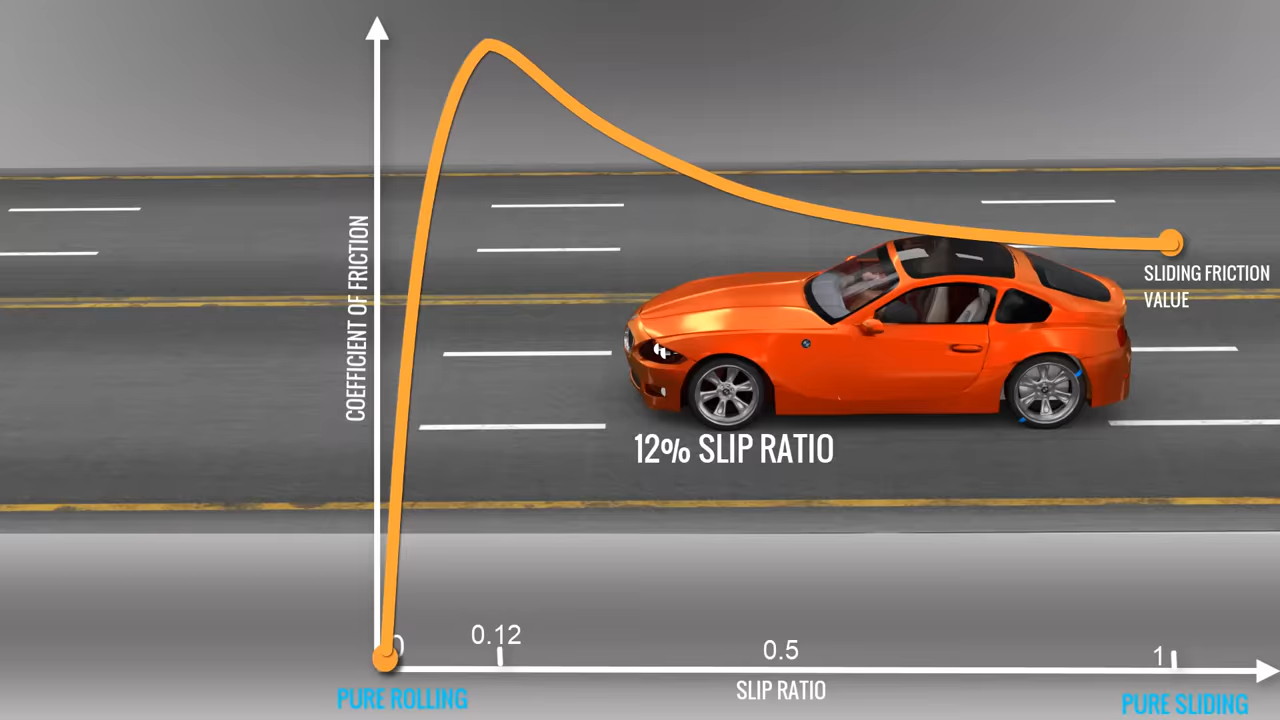 COEFFICIENT OF FRICTION
SLIDING FRICTION
VALUE
12% SLIP RATIO
0
0.12
0.5
1
SLIP RATIO
PURE ROLLING
PURE SLIDING